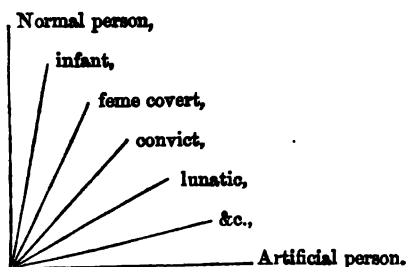 Normal person,
infant,
feme covert,
convict,
lunatic,
&c.,
Artificial person.